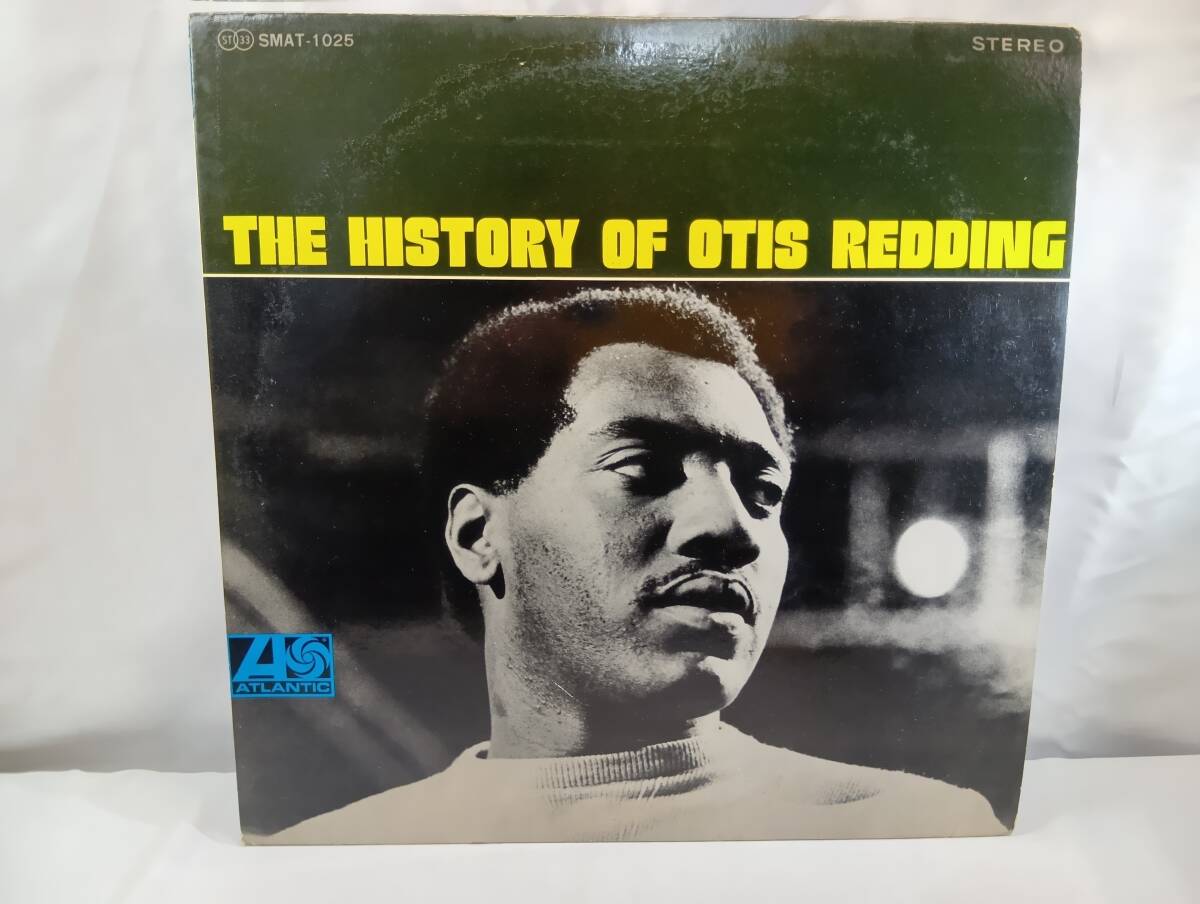 ST 33 SMAT-1025 STEREO
THE HISTORY OF OTIS REDDING
ATLANTIC